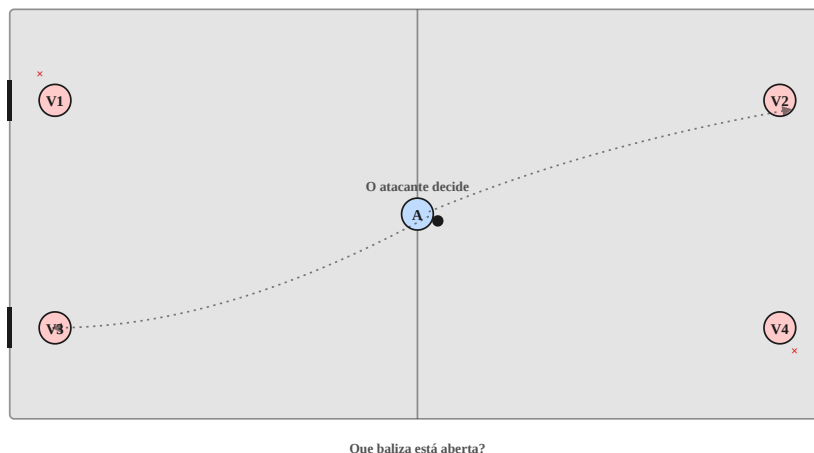 V1
V2
O atacante decide
A
V3
V4
Que baliza está aberta?